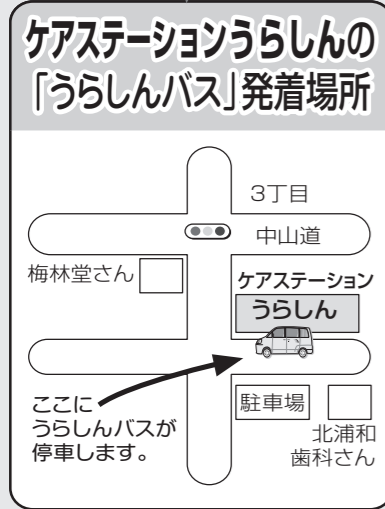 ケアステーションうらしんの
「うらしんバス」発着場所
3丁目
中山道
梅林堂さん
ケアステーション
うらしん
ここに
うらしんバスが
停車します。
駐車場
北浦和
歯科さん